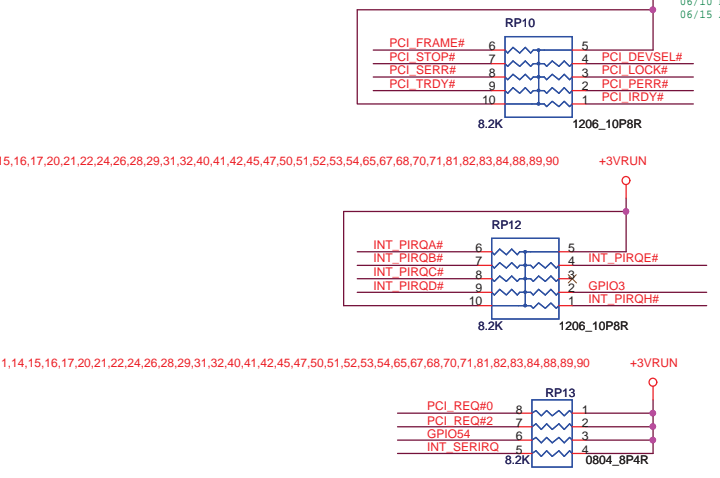 06/10
06/15
RP10
PCI_FRAME# 6 5
PCI_STOP# 7 4 PCI_DEVSEL#
PCI_SERR# 8 3 PCI_LOCK#
PCI_TRDY# 9 2 PCI_PERR#
10 1 PCI_IRDY#
8.2K 1206_10P8R
15,16,17,20,21,22,24,26,28,29,31,32,40,41,42,45,47,50,51,52,53,54,65,67,68,70,71,81,82,83,84,88,89,90 +3VRUN
RP12
INT_PIRQA# 6 5
INT_PIRQB# 7 4 INT_PIRQE#
INT_PIRQC# 8 3
INT_PIRQD# 9 2 GPIO3
10 1 INT_PIRQH#
8.2K 1206_10P8R
1,14,15,16,17,20,21,22,24,26,28,29,31,32,40,41,42,45,47,50,51,52,53,54,65,67,68,70,71,81,82,83,84,88,89,90 +3VRUN
RP13
PCI_REQ#0 8 1
PCI_REQ#2 7 2
GPIO54 6 3
INT_SERIRQ 5 4
8.2K 0804_8P4R